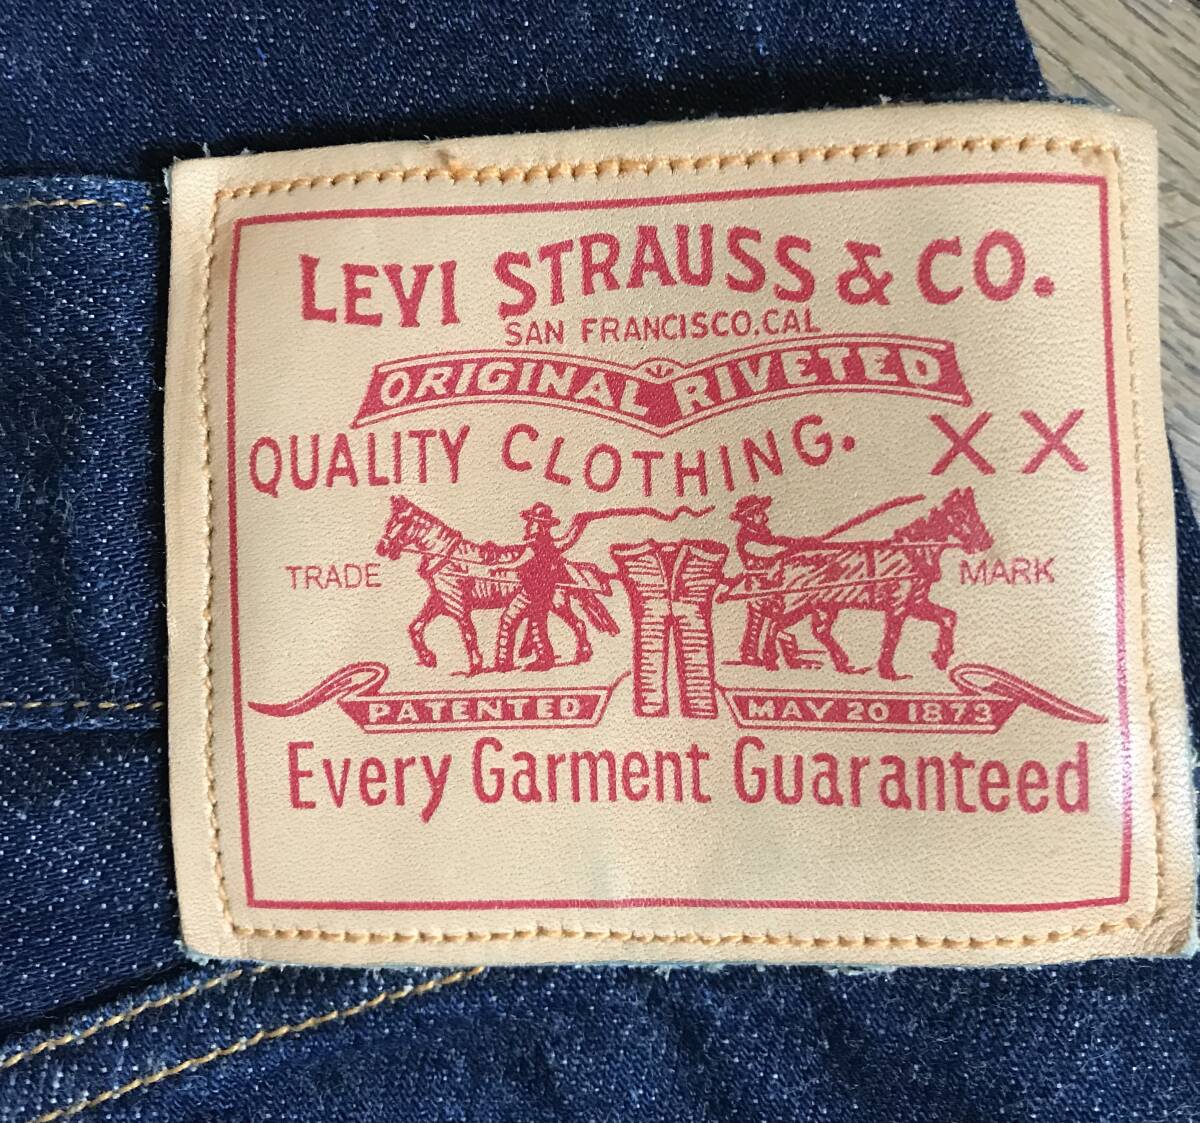 LEVI STRAUSS & CO.
SAN FRANCISCO.CAL
ORIGINAL RIVETED
QUALITY CLOTHING. XX
TRADE MARK
PATENTED MAY 20 1873
Every Garment Guaranteed